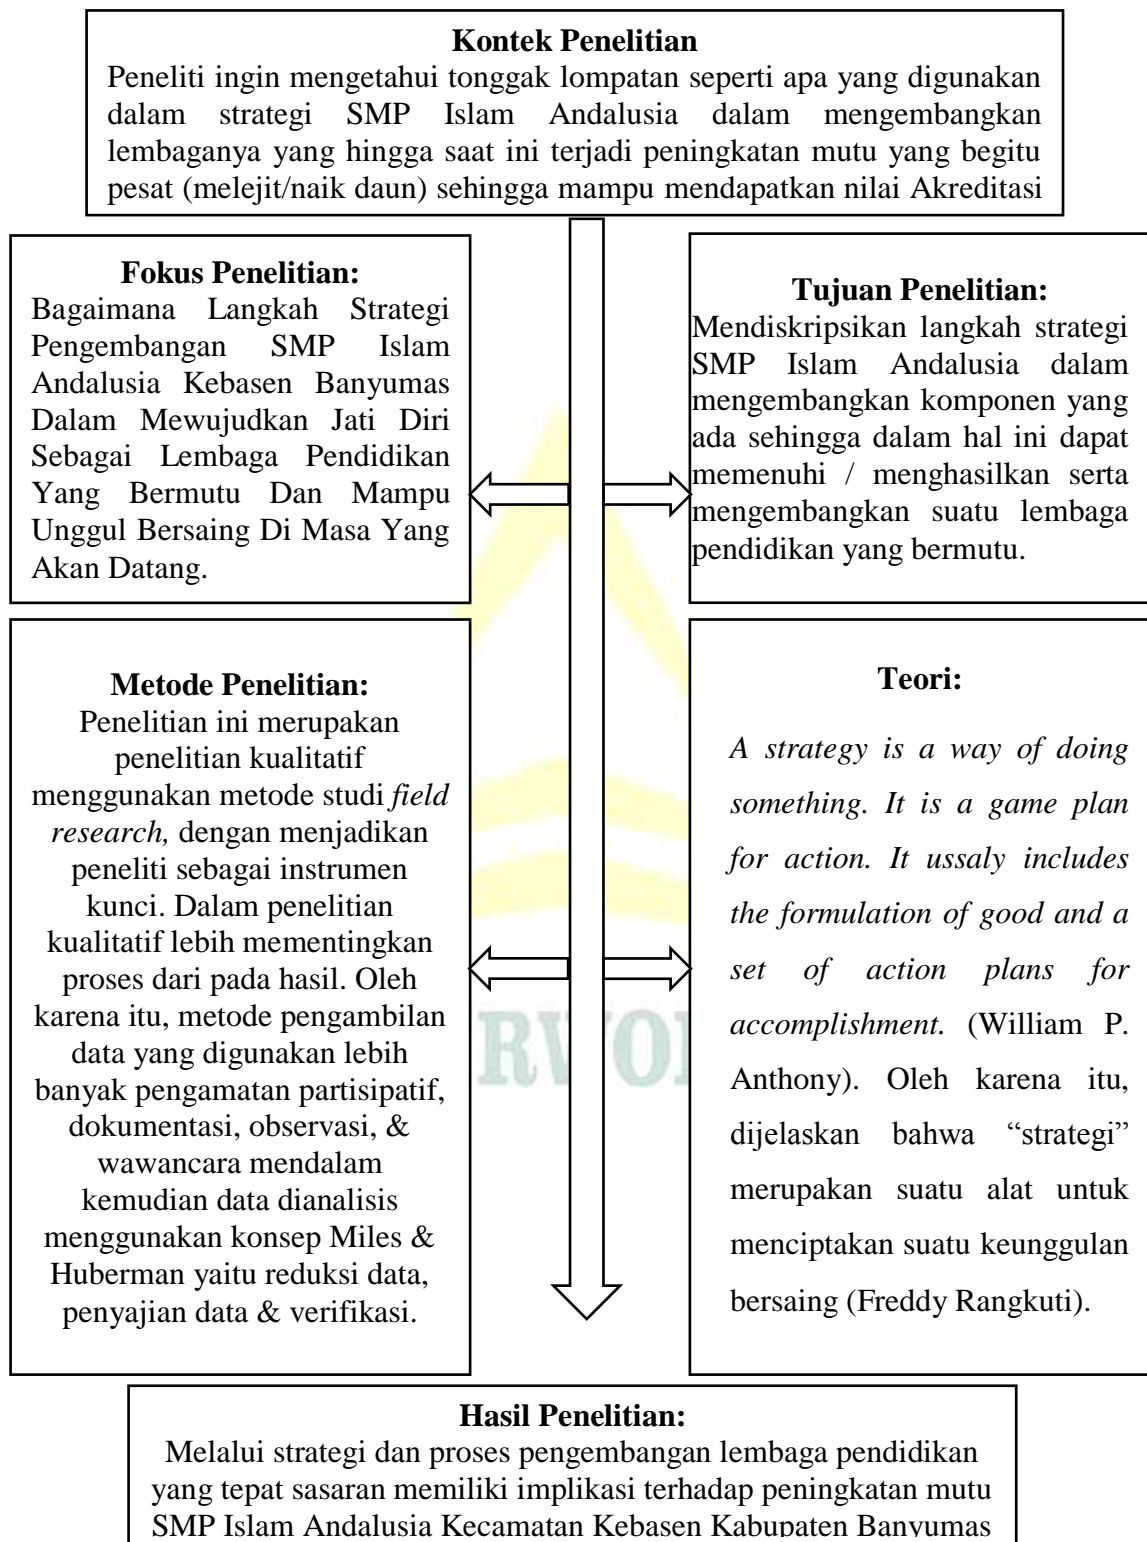 Kontek Penelitian
Peneliti ingin mengetahui tonggak lompatan seperti apa yang digunakan
dalam strategi SMP Islam Andalusia dalam mengembangkan
lembaganya yang hingga saat ini terjadi peningkatan mutu yang begitu
pesat (melejit/naik daun) sehingga mampu mendapatkan nilai Akreditasi
Fokus Penelitian:
Bagaimana Langkah Strategi
Pengembangan SMP Islam
Andalusia Kebasen Banyumas
Dalam Mewujudkan Jati Diri
Sebagai Lembaga Pendidikan
Yang Bermutu Dan Mampu
Unggul Bersaing Di Masa Yang
Akan Datang.
Tujuan Penelitian:
Mendiskripsikan langkah strategi
SMP Islam Andalusia dalam
mengembangkan komponen yang
ada sehingga dalam hal ini dapat
memenuhi / menghasilkan serta
mengembangkan suatu lembaga
pendidikan yang bermutu.
Metode Penelitian:
Penelitian ini merupakan
penelitian kualitatif
menggunakan metode studi field
research, dengan menjadikan
peneliti sebagai instrumen
kunci. Dalam penelitian
kualitatif lebih mementingkan
proses dari pada hasil. Oleh
karena itu, metode pengambilan
data yang digunakan lebih
banyak pengamatan partisipatif,
dokumentasi, observasi, &
wawancara mendalam
kemudian data dianalisis
menggunakan konsep Miles &
Huberman yaitu reduksi data,
penyajian data & verifikasi.
Teori:
A strategy is a way of doing
something. It is a game plan
for action. It ussaly includes
the formulation of good and a
set of action plans for
accomplishment. (William P.
Anthony). Oleh karena itu,
dijelaskan bahwa “strategi”
merupakan suatu alat untuk
menciptakan suatu keunggulan
bersaing (Freddy Rangkuti).
Hasil Penelitian:
Melalui strategi dan proses pengembangan lembaga pendidikan
yang tepat sasaran memiliki implikasi terhadap peningkatan mutu
SMP Islam Andalusia Kecamatan Kebasen Kabupaten Banyumas